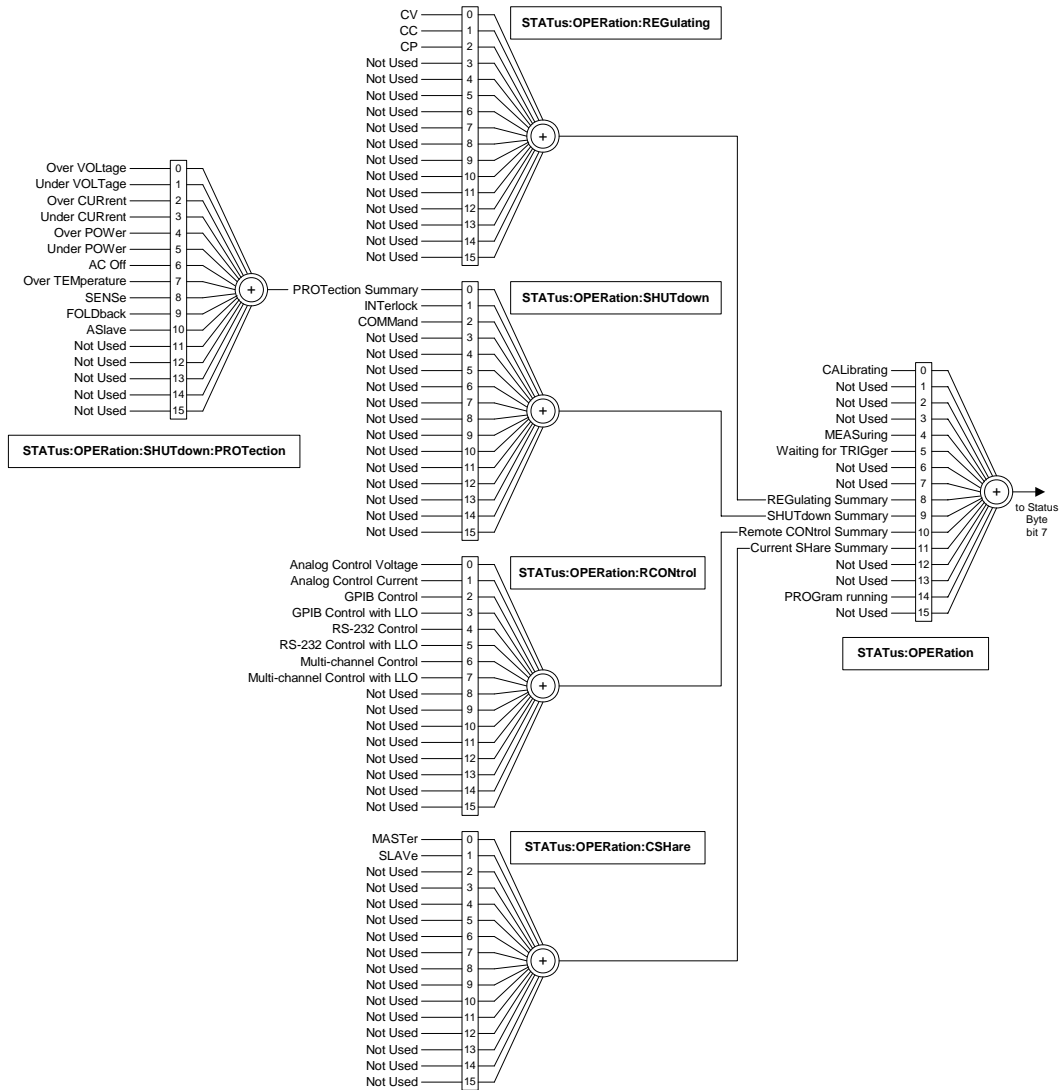 STATus:OPERation:REGulating
CV 0
CC 1
CP 2
Not Used 3
Not Used 4
Not Used 5
Not Used 6
Not Used 7
Not Used 8
Not Used 9
Not Used 10
Not Used 11
Not Used 12
Not Used 13
Not Used 14
Not Used 15
+
Over VOLtage 0
Under VOLTage 1
Over CURrent 2
Under CURrent 3
Over POWer 4
Under POWer 5
AC Off 6
Over TEMperature 7
SENSe 8
FOLDback 9
ASlave 10
Not Used 11
Not Used 12
Not Used 13
Not Used 14
Not Used 15
+
STATus:OPERation:SHUTdown:PROTection
STATus:OPERation:SHUTdown
PROTection Summary 0
INTerlock 1
COMMand 2
Not Used 3
Not Used 4
Not Used 5
Not Used 6
Not Used 7
Not Used 8
Not Used 9
Not Used 10
Not Used 11
Not Used 12
Not Used 13
Not Used 14
Not Used 15
+
STATus:OPERation:RCONtrol
Analog Control Voltage 0
Analog Control Current 1
GPIB Control 2
GPIB Control with LLO 3
RS-232 Control 4
RS-232 Control with LLO 5
Multi-channel Control 6
Multi-channel Control with LLO 7
Not Used 8
Not Used 9
Not Used 10
Not Used 11
Not Used 12
Not Used 13
Not Used 14
Not Used 15
+
STATus:OPERation:CSHare
MASTer 0
SLAVe 1
Not Used 2
Not Used 3
Not Used 4
Not Used 5
Not Used 6
Not Used 7
Not Used 8
Not Used 9
Not Used 10
Not Used 11
Not Used 12
Not Used 13
Not Used 14
Not Used 15
+
CALibrating 0
Not Used 1
Not Used 2
Not Used 3
MEASuring 4
Waiting for TRIGger 5
Not Used 6
Not Used 7
REGulating Summary 8
SHUTdown Summary 9
Remote CONtrol Summary 10
Current SHare Summary 11
Not Used 12
Not Used 13
PROGram running 14
Not Used 15
+
to Status
Byte
bit 7
STATus:OPERation